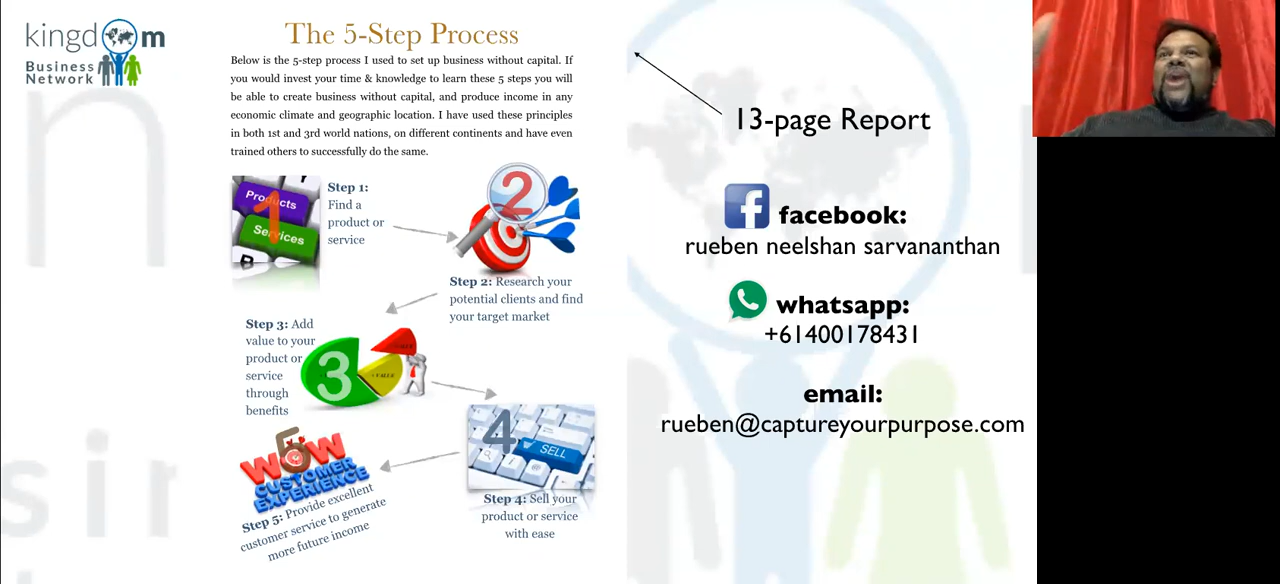 kingdom
Business
Network
The 5-Step Process
Below is the 5-step process I used to set up business without capital. If
you would invest your time & knowledge to learn these 5 steps you will
be able to create business without capital, and produce income in any
economic climate and geographic location. I have used these principles
in both 1st and 3rd world nations, on different continents and have even
trained others to successfully do the same.
Products
Services
1
Step 1:
Find a
product or
service
2
Step 2: Research your
potential clients and find
your target market
Step 3: Add
value to your
product or
service
through
benefits
3
VALUE
4
SELL
Step 4: Sell your
product or service
with ease
5
WOW
CUSTOMER
EXPERIENCE
Step 5: Provide excellent
customer service to generate
more future income
13-page Report
facebook:
rueben neelshan sarvananthan
whatsapp:
+61400178431
email:
rueben@captureyourpurpose.com